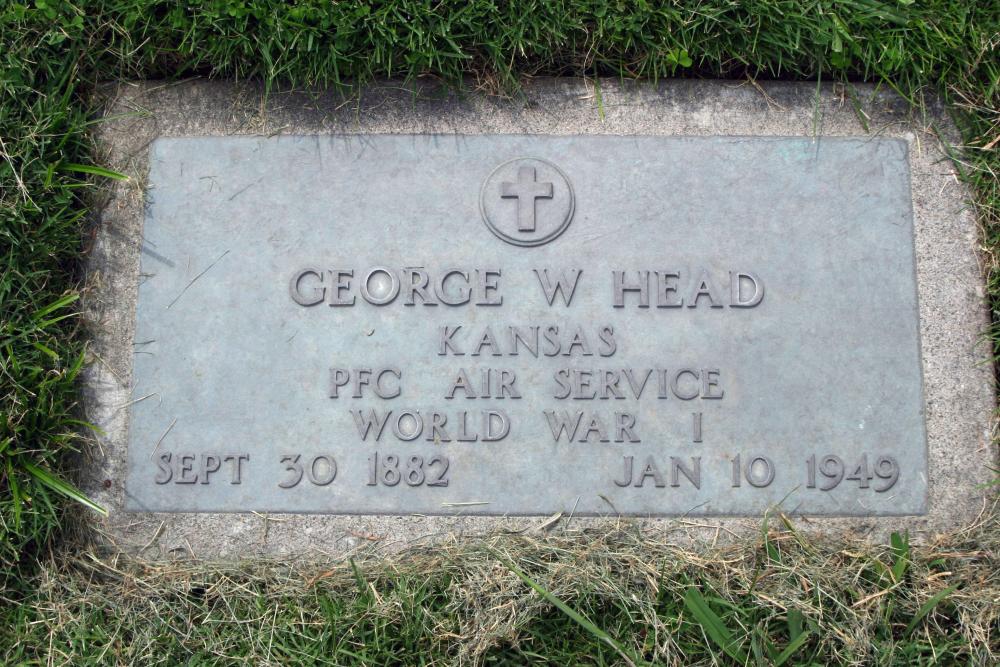 GEORGE W HEAD
KANSAS
PFC AIR SERVICE
WORLD WAR I
SEPT 30 1882 JAN 10 1949